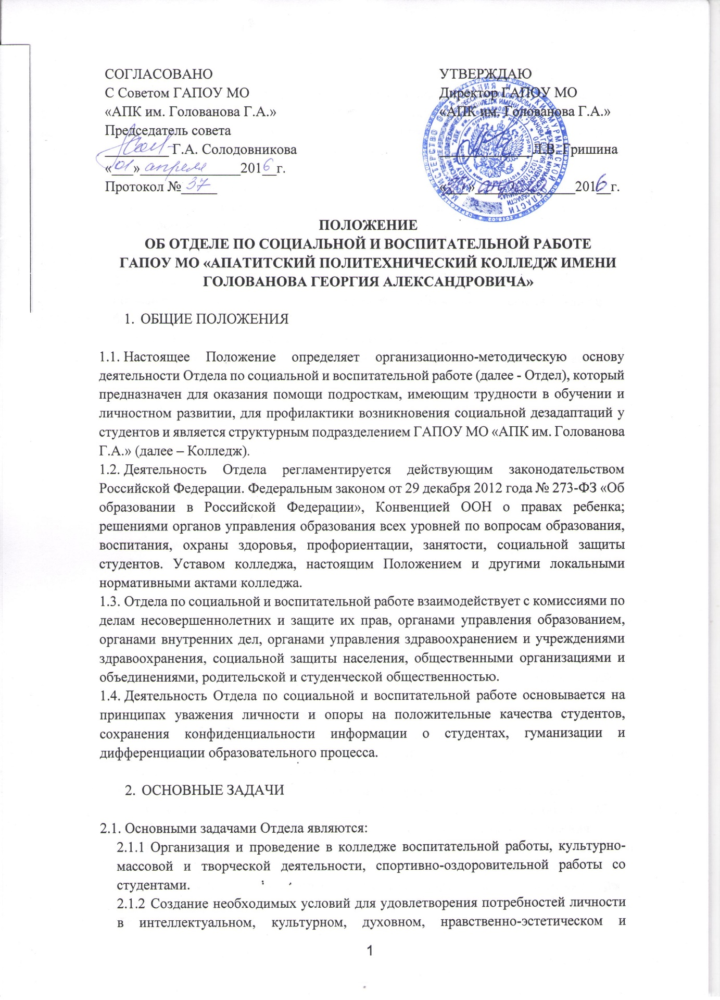 СОГЛАСОВАНО
С Советом ГАПОУ МО
«АПК им. Голованова Г.А.»
Председатель совета
_________ Г.А. Солодовникова
«01» апреля 2016 г.
Протокол № 37
УТВЕРЖДАЮ
Директор ГАПОУ МО
«АПК им. Голованова Г.А.»
Л.В. Гришина
2016 г.
ПОЛОЖЕНИЕ
ОБ ОТДЕЛЕ ПО СОЦИАЛЬНОЙ И ВОСПИТАТЕЛЬНОЙ РАБОТЕ
ГАПОУ МО «АПАТИТСКИЙ ПОЛИТЕХНИЧЕСКИЙ КОЛЛЕДЖ ИМЕНИ
ГОЛОВАНОВА ГЕОРГИЯ АЛЕКСАНДРОВИЧА»
1. ОБЩИЕ ПОЛОЖЕНИЯ
1.1. Настоящее Положение определяет организационно-методическую основу
деятельности Отдела по социальной и воспитательной работе (далее - Отдел), который
предназначен для оказания помощи подросткам, имеющим трудности в обучении и
личностном развитии, для профилактики возникновения социальной дезадаптаций у
студентов и является структурным подразделением ГАПОУ МО «АПК им. Голованова
Г.А.» (далее – Колледж).
1.2. Деятельность Отдела регламентируется действующим законодательством
Российской Федерации. Федеральным законом от 29 декабря 2012 года № 273-ФЗ «Об
образовании в Российской Федерации», Конвенцией ООН о правах ребенка;
решениями органов управления образования всех уровней по вопросам образования,
воспитания, охраны здоровья, профориентации, занятости, социальной защиты
студентов. Уставом колледжа, настоящим Положением и другими локальными
нормативными актами колледжа.
1.3. Отдела по социальной и воспитательной работе взаимодействует с комиссиями по
делам несовершеннолетних и защите их прав, органами управления образованием,
органами внутренних дел, органами управления здравоохранением и учреждениями
здравоохранения, социальной защиты населения, общественными организациями и
объединениями, родительской и студенческой общественностью.
1.4. Деятельность Отдела по социальной и воспитательной работе основывается на
принципах уважения личности и опоры на положительные качества студентов,
сохранения конфиденциальности информации о студентах, гуманизации и
дифференциации образовательного процесса.
2. ОСНОВНЫЕ ЗАДАЧИ
2.1. Основными задачами Отдела являются:
2.1.1 Организация и проведение в колледже воспитательной работы, культурно-
массовой и творческой деятельности, спортивно-оздоровительной работы со
студентами.
2.1.2 Создание необходимых условий для удовлетворения потребностей личности
в интеллектуальном, культурном, духовном, нравственно-эстетическом и
1